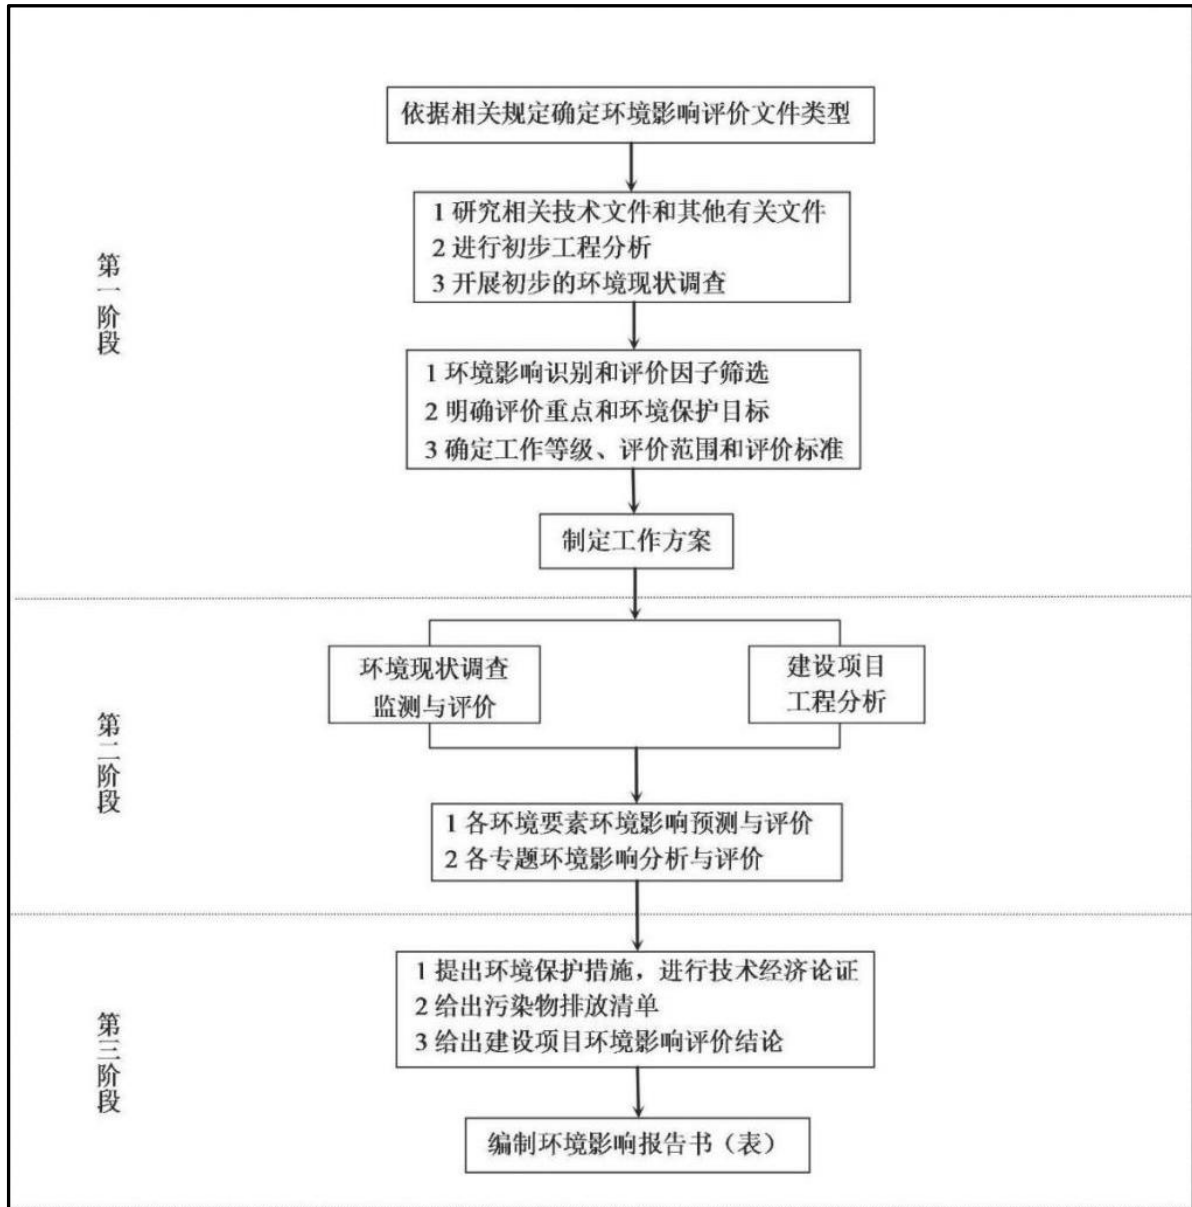 依据相关规定确定环境影响评价文件类型
1 研究相关技术文件和其他有关文件
2 进行初步工程分析
3 开展初步的环境现状调查
第一阶段
1 环境影响识别和评价因子筛选
2 明确评价重点和环境保护目标
3 确定工作等级、评价范围和评价标准
制定工作方案
环境现状调查
监测与评价
建设项目
工程分析
第二阶段
1 各环境要素环境影响预测与评价
2 各专题环境影响分析与评价
1 提出环境保护措施，进行技术经济论证
2 给出污染物排放清单
3 给出建设项目环境影响评价结论
第三阶段
编制环境影响报告书（表）